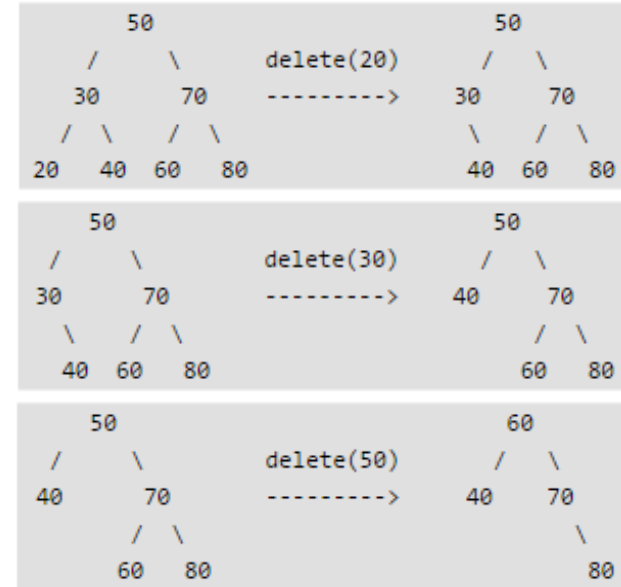 50 50
/ \ delete(20) / \
30 70 ---------> 30 70
/ \ / \ \ / \
20 40 60 80 40 60 80
50 50
/ \ delete(30) / \
30 70 ---------> 40 70
\ / \ / \
40 60 80 60 80
50 60
/ \ delete(50) / \
40 70 ---------> 40 70
/ \ \
60 80 80